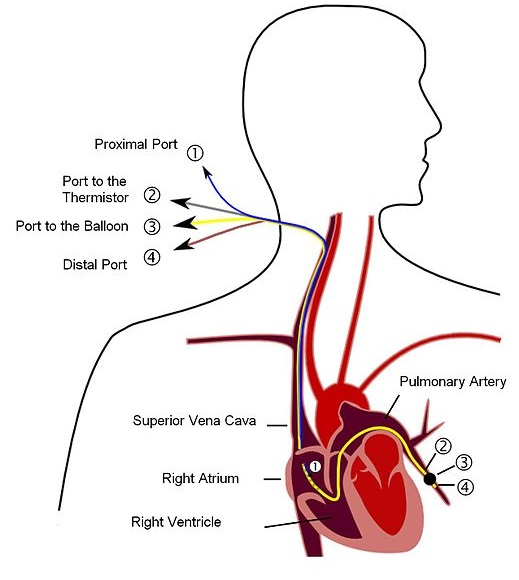 Proximal Port ①
Port to the
Thermistor ②
Port to the Balloon ③
Distal Port ④
Pulmonary Artery
Superior Vena Cava
②
③
④
Right Atrium
①
Right Ventricle